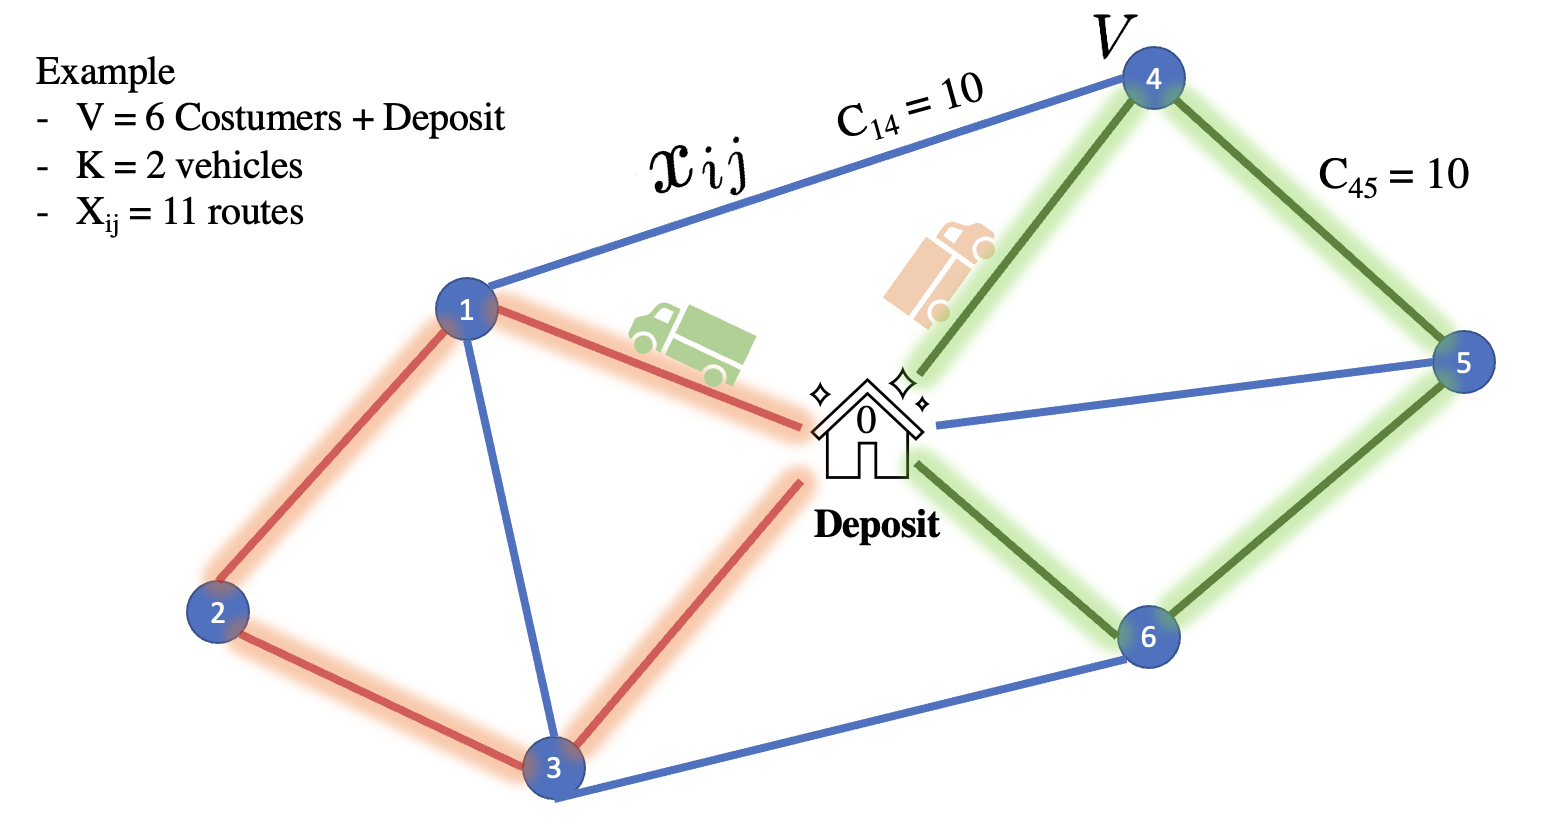 Example
- V = 6 Costumers + Deposit
- K = 2 vehicles
- Xij = 11 routes
V
4
C14 = 10
xij
C45 = 10
1
5
0
Deposit
2
6
3